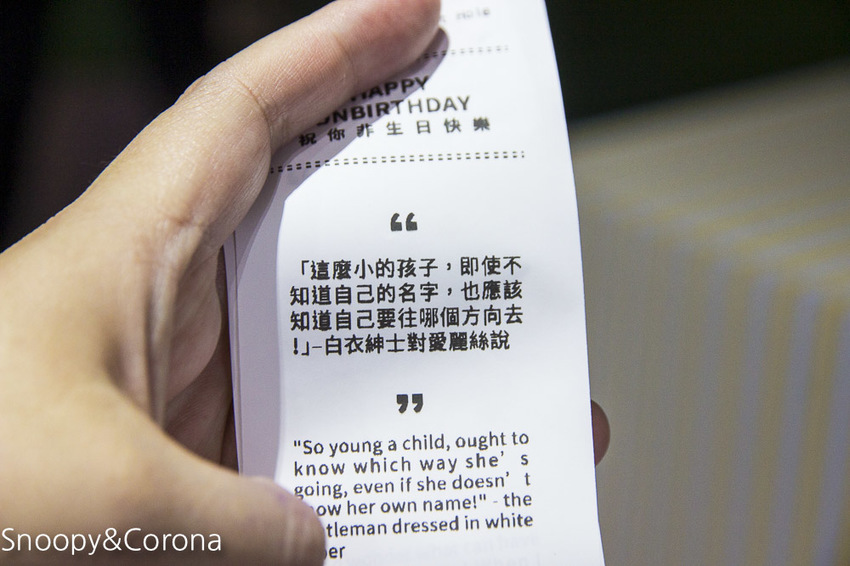 HAPPY
UNBIRTHDAY
祝你非生日快樂
“
「這麼小的孩子，即使不
知道自己的名字，也應該
知道自己要往哪個方向去
!」–白衣紳士對愛麗絲說
”
"So young a child, ought to
know which way she's
going, even if she doesn't
know her own name!" - the
gentleman dressed in white
Snoopy&Corona